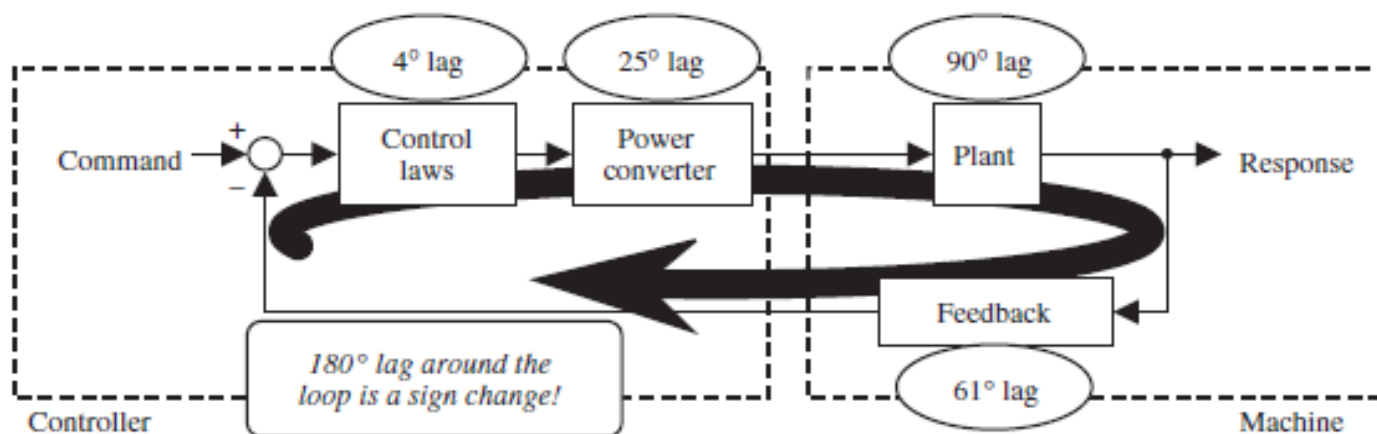 4° lag
25° lag
90° lag
Command
+
−
Control
laws
Power
converter
Plant
Response
Feedback
180° lag around the
loop is a sign change!
61° lag
Controller
Machine